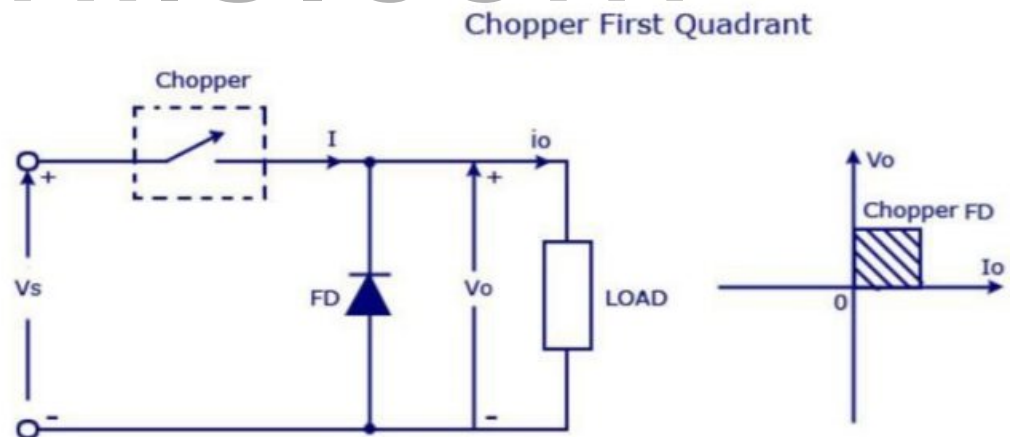 Chopper First Quadrant
Chopper
I
io
+
+
Vs
FD
Vo
LOAD
-
-
Vo
Chopper FD
Io
0